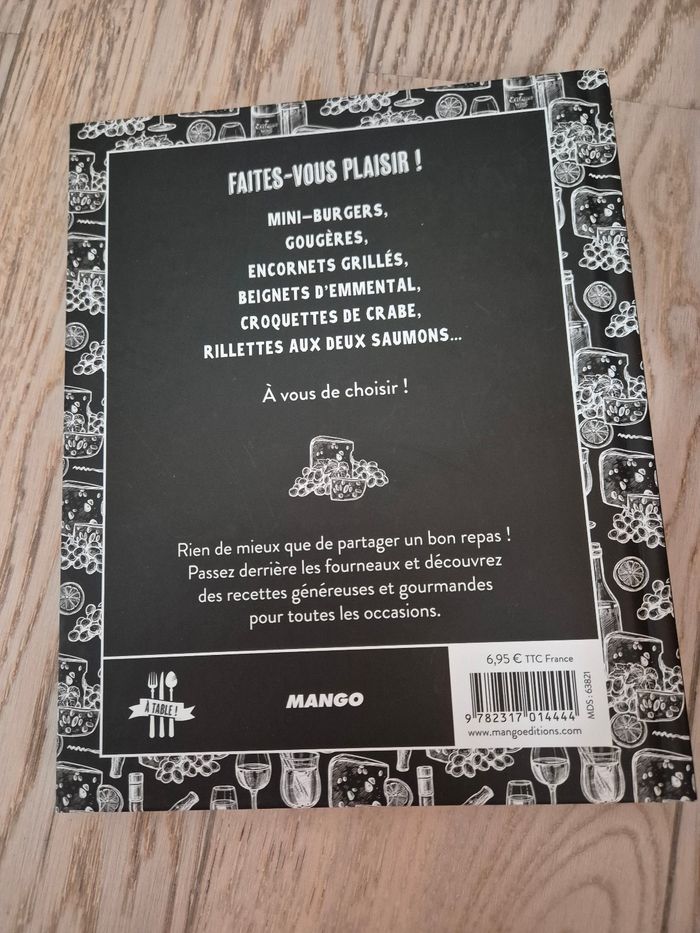 FAITES-VOUS PLAISIR !
MINI-BURGERS,
GOUGÈRES,
ENCORNETS GRILLÉS,
BEIGNETS D'EMMENTAL,
CROQUETTES DE CRABE,
RILLETTES AUX DEUX SAUMONS...
À vous de choisir !
Rien de mieux que de partager un bon repas !
Passez derrière les fourneaux et découvrez
des recettes généreuses et gourmandes
pour toutes les occasions.
À TABLE !
MANGO
6,95 € TTC France
9 782317 014444
MDS : 63821
www.mangoeditions.com